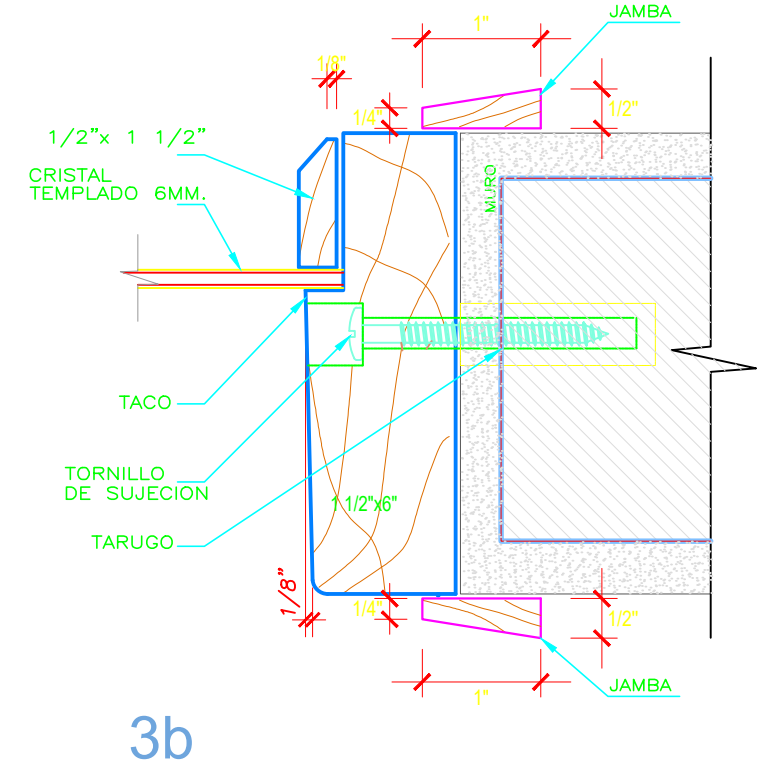 JAMBA
1"
1/8"
1/4"
1/2"
1/2”x 1 1/2”
CRISTAL
TEMPLADO 6MM.
MURO
TACO
TORNILLO
DE SUJECION
1 1/2"x6"
TARUGO
1/8”
1/4"
1/2"
JAMBA
1"
3b